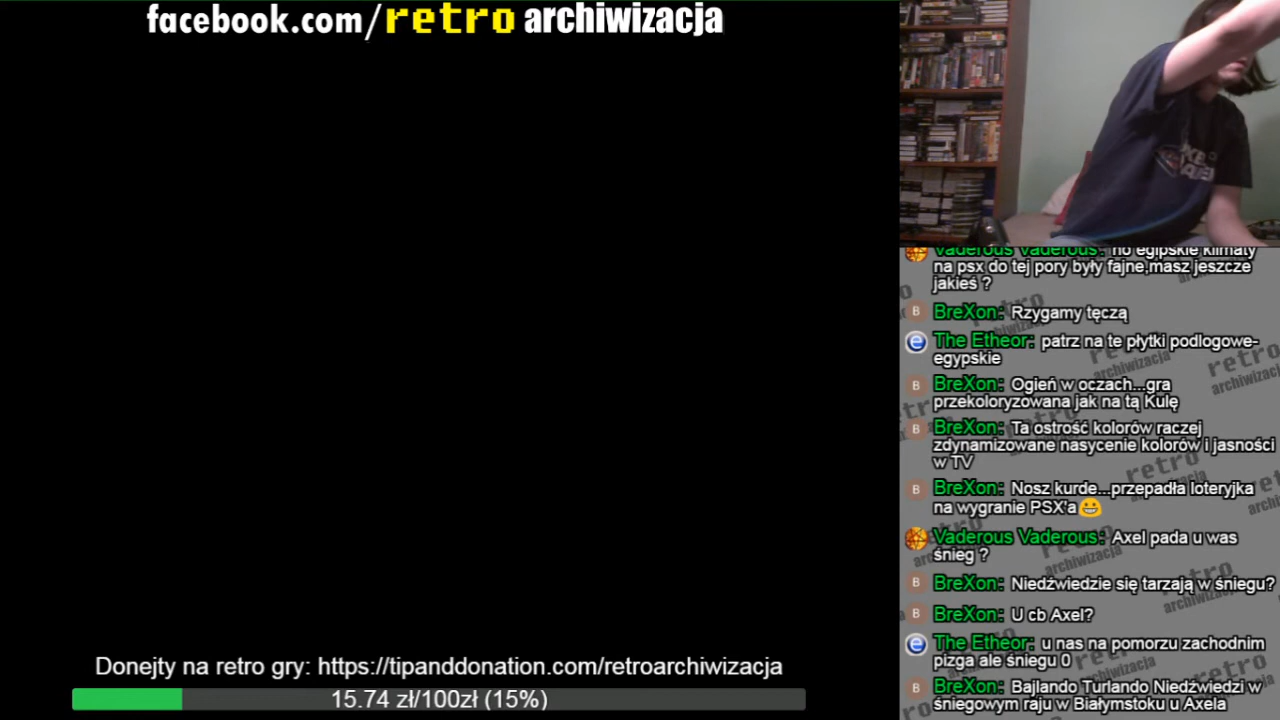 facebook.com/retro archiwizacja
Vaderous Vaderous: no egipskie klimaty
na psx do tej pory były fajne,masz jeszcze
jakieś ?
BreXon: Rzygamy tęczą
The Etheor: patrz na te płytki podlogowe-
egypskie
BreXon: Ogień w oczach...gra
przekoloryzowana jak na tą Kulę
BreXon: Ta ostrość kolorów raczej
zdynamizowane nasycenie kolorów i jasności
w TV
BreXon: Nosz kurde...przepadła loteryjka
na wygranie PSX'a😀
Vaderous Vaderous: Axel pada u was
śnieg ?
BreXon: Niedźwiedzie się tarzają w śniegu?
BreXon: U cb Axel?
The Etheor: u nas na pomorzu zachodnim
pizga ale śniegu 0
BreXon: Bajlando Turlando Niedźwiedzi w
śniegowym raju w Białymstoku u Axela
Donejty na retro gry: https://tipanddonation.com/retroarchiwizacja
15.74 zł/100zł (15%)